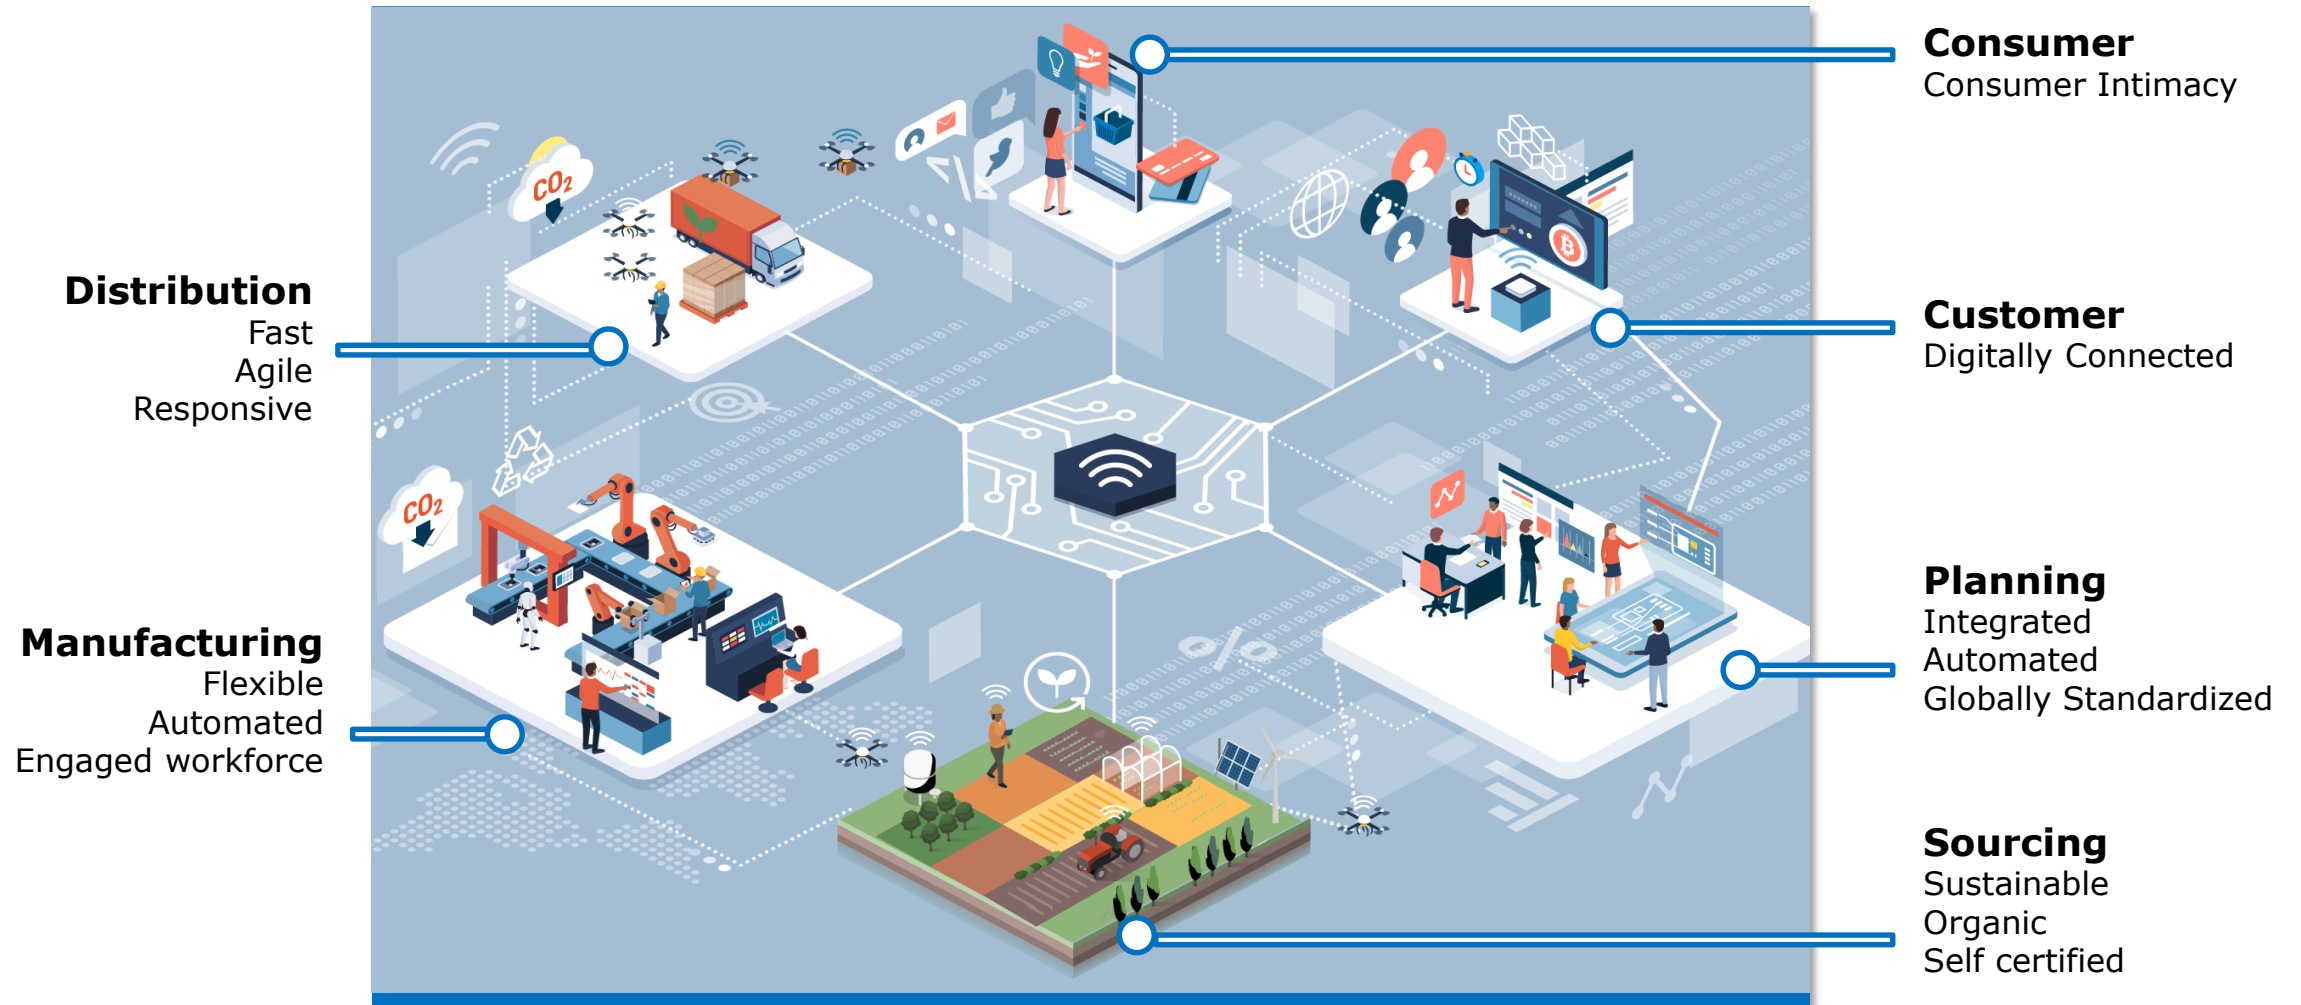 Consumer
Consumer Intimacy
CO₂
Distribution
Fast
Agile
Responsive
Customer
Digitally Connected
CO₂
Manufacturing
Flexible
Automated
Engaged workforce
Planning
Integrated
Automated
Globally Standardized
Sourcing
Sustainable
Organic
Self certified